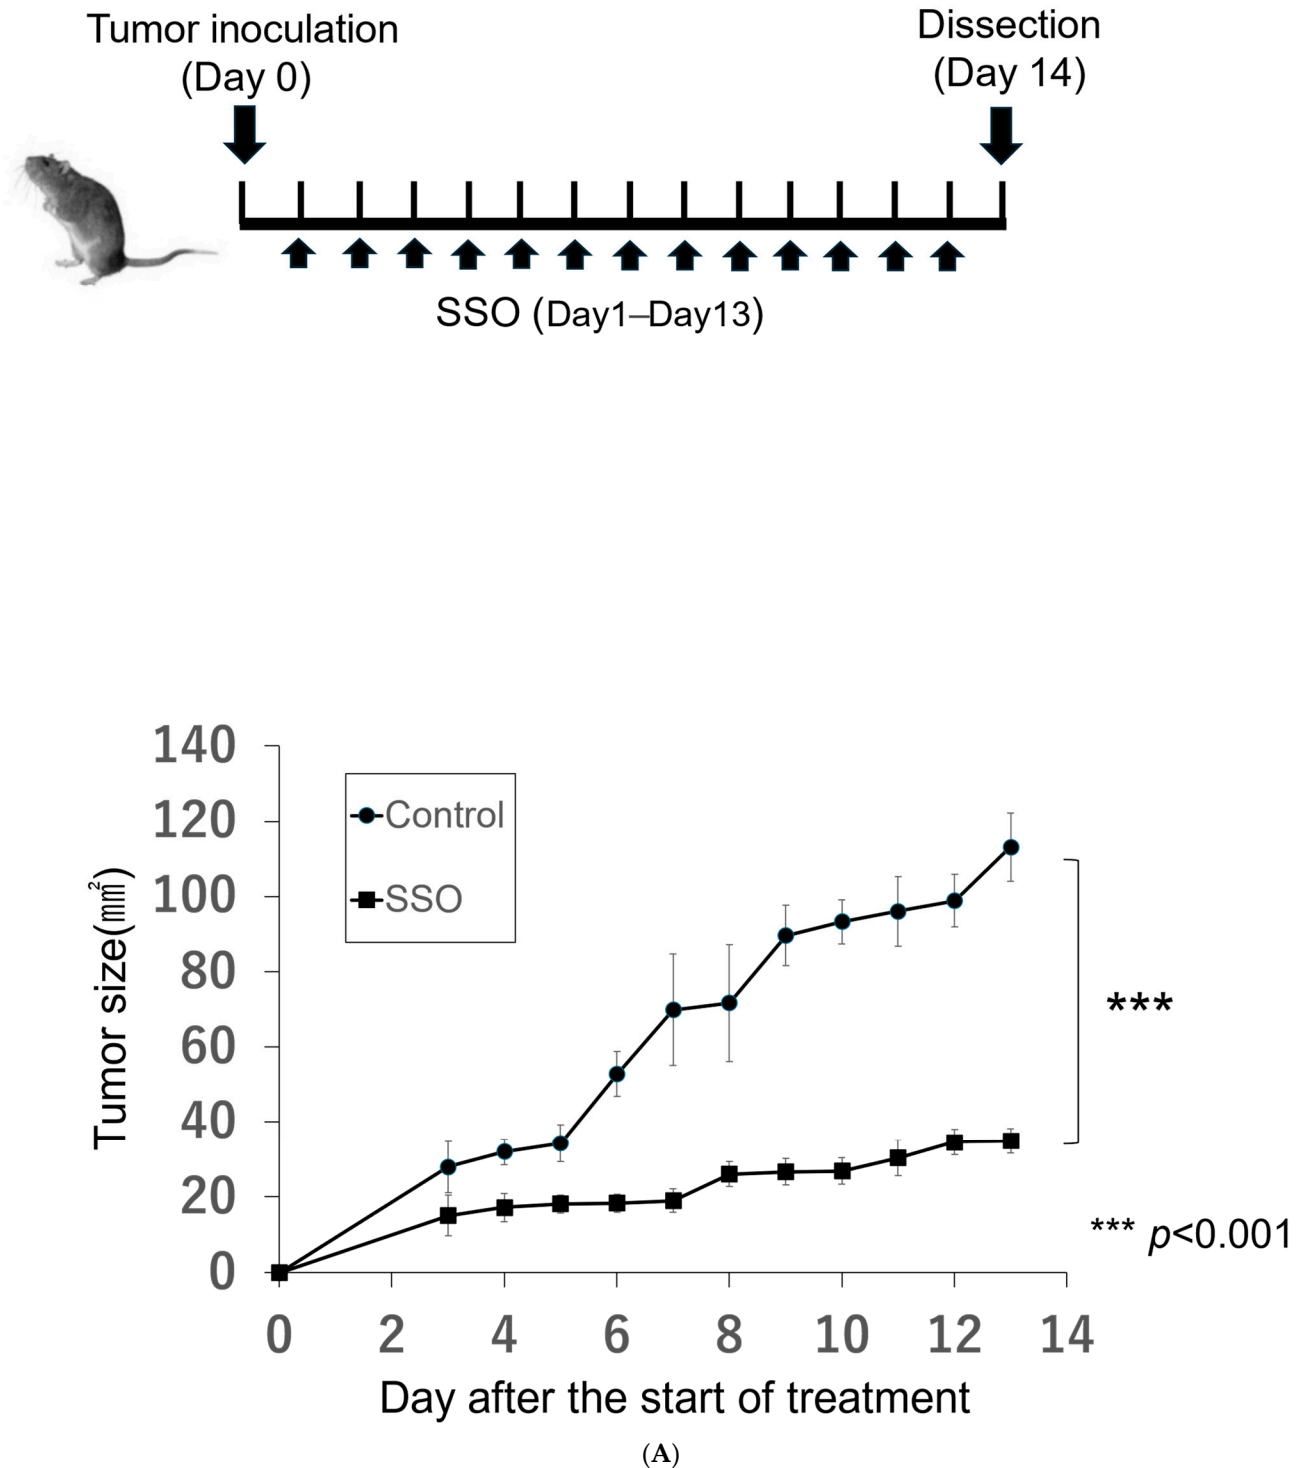 Tumor inoculation
(Day 0)
Dissection
(Day 14)
SSO (Day1–Day13)
140
120
100
80
60
40
20
0
Tumor size(㎟)
Control
SSO
***
*** p<0.001
0 2 4 6 8 10 12 14
Day after the start of treatment
(A)